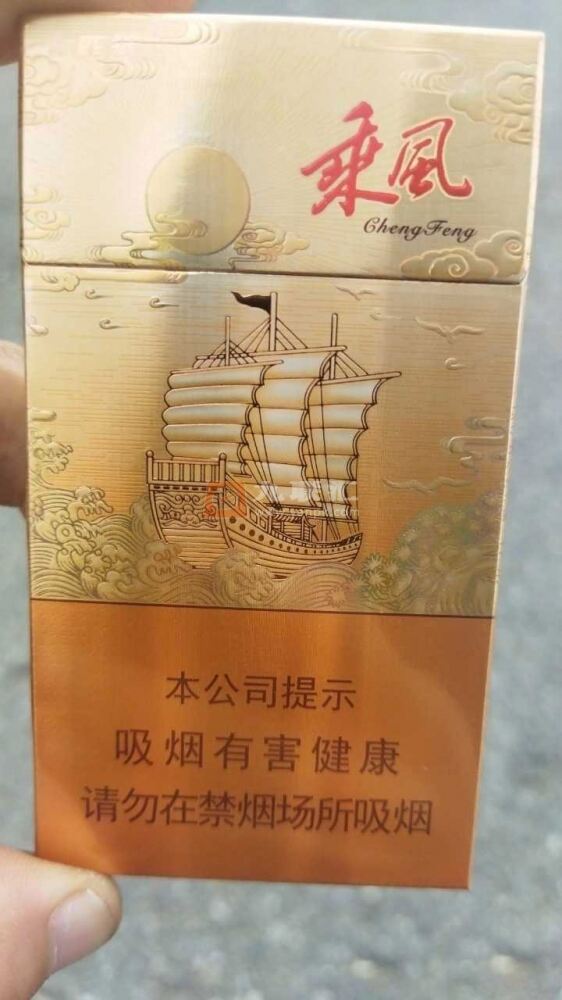 乘風
ChengFeng
本公司提示
吸烟有害健康
请勿在禁烟场所吸烟